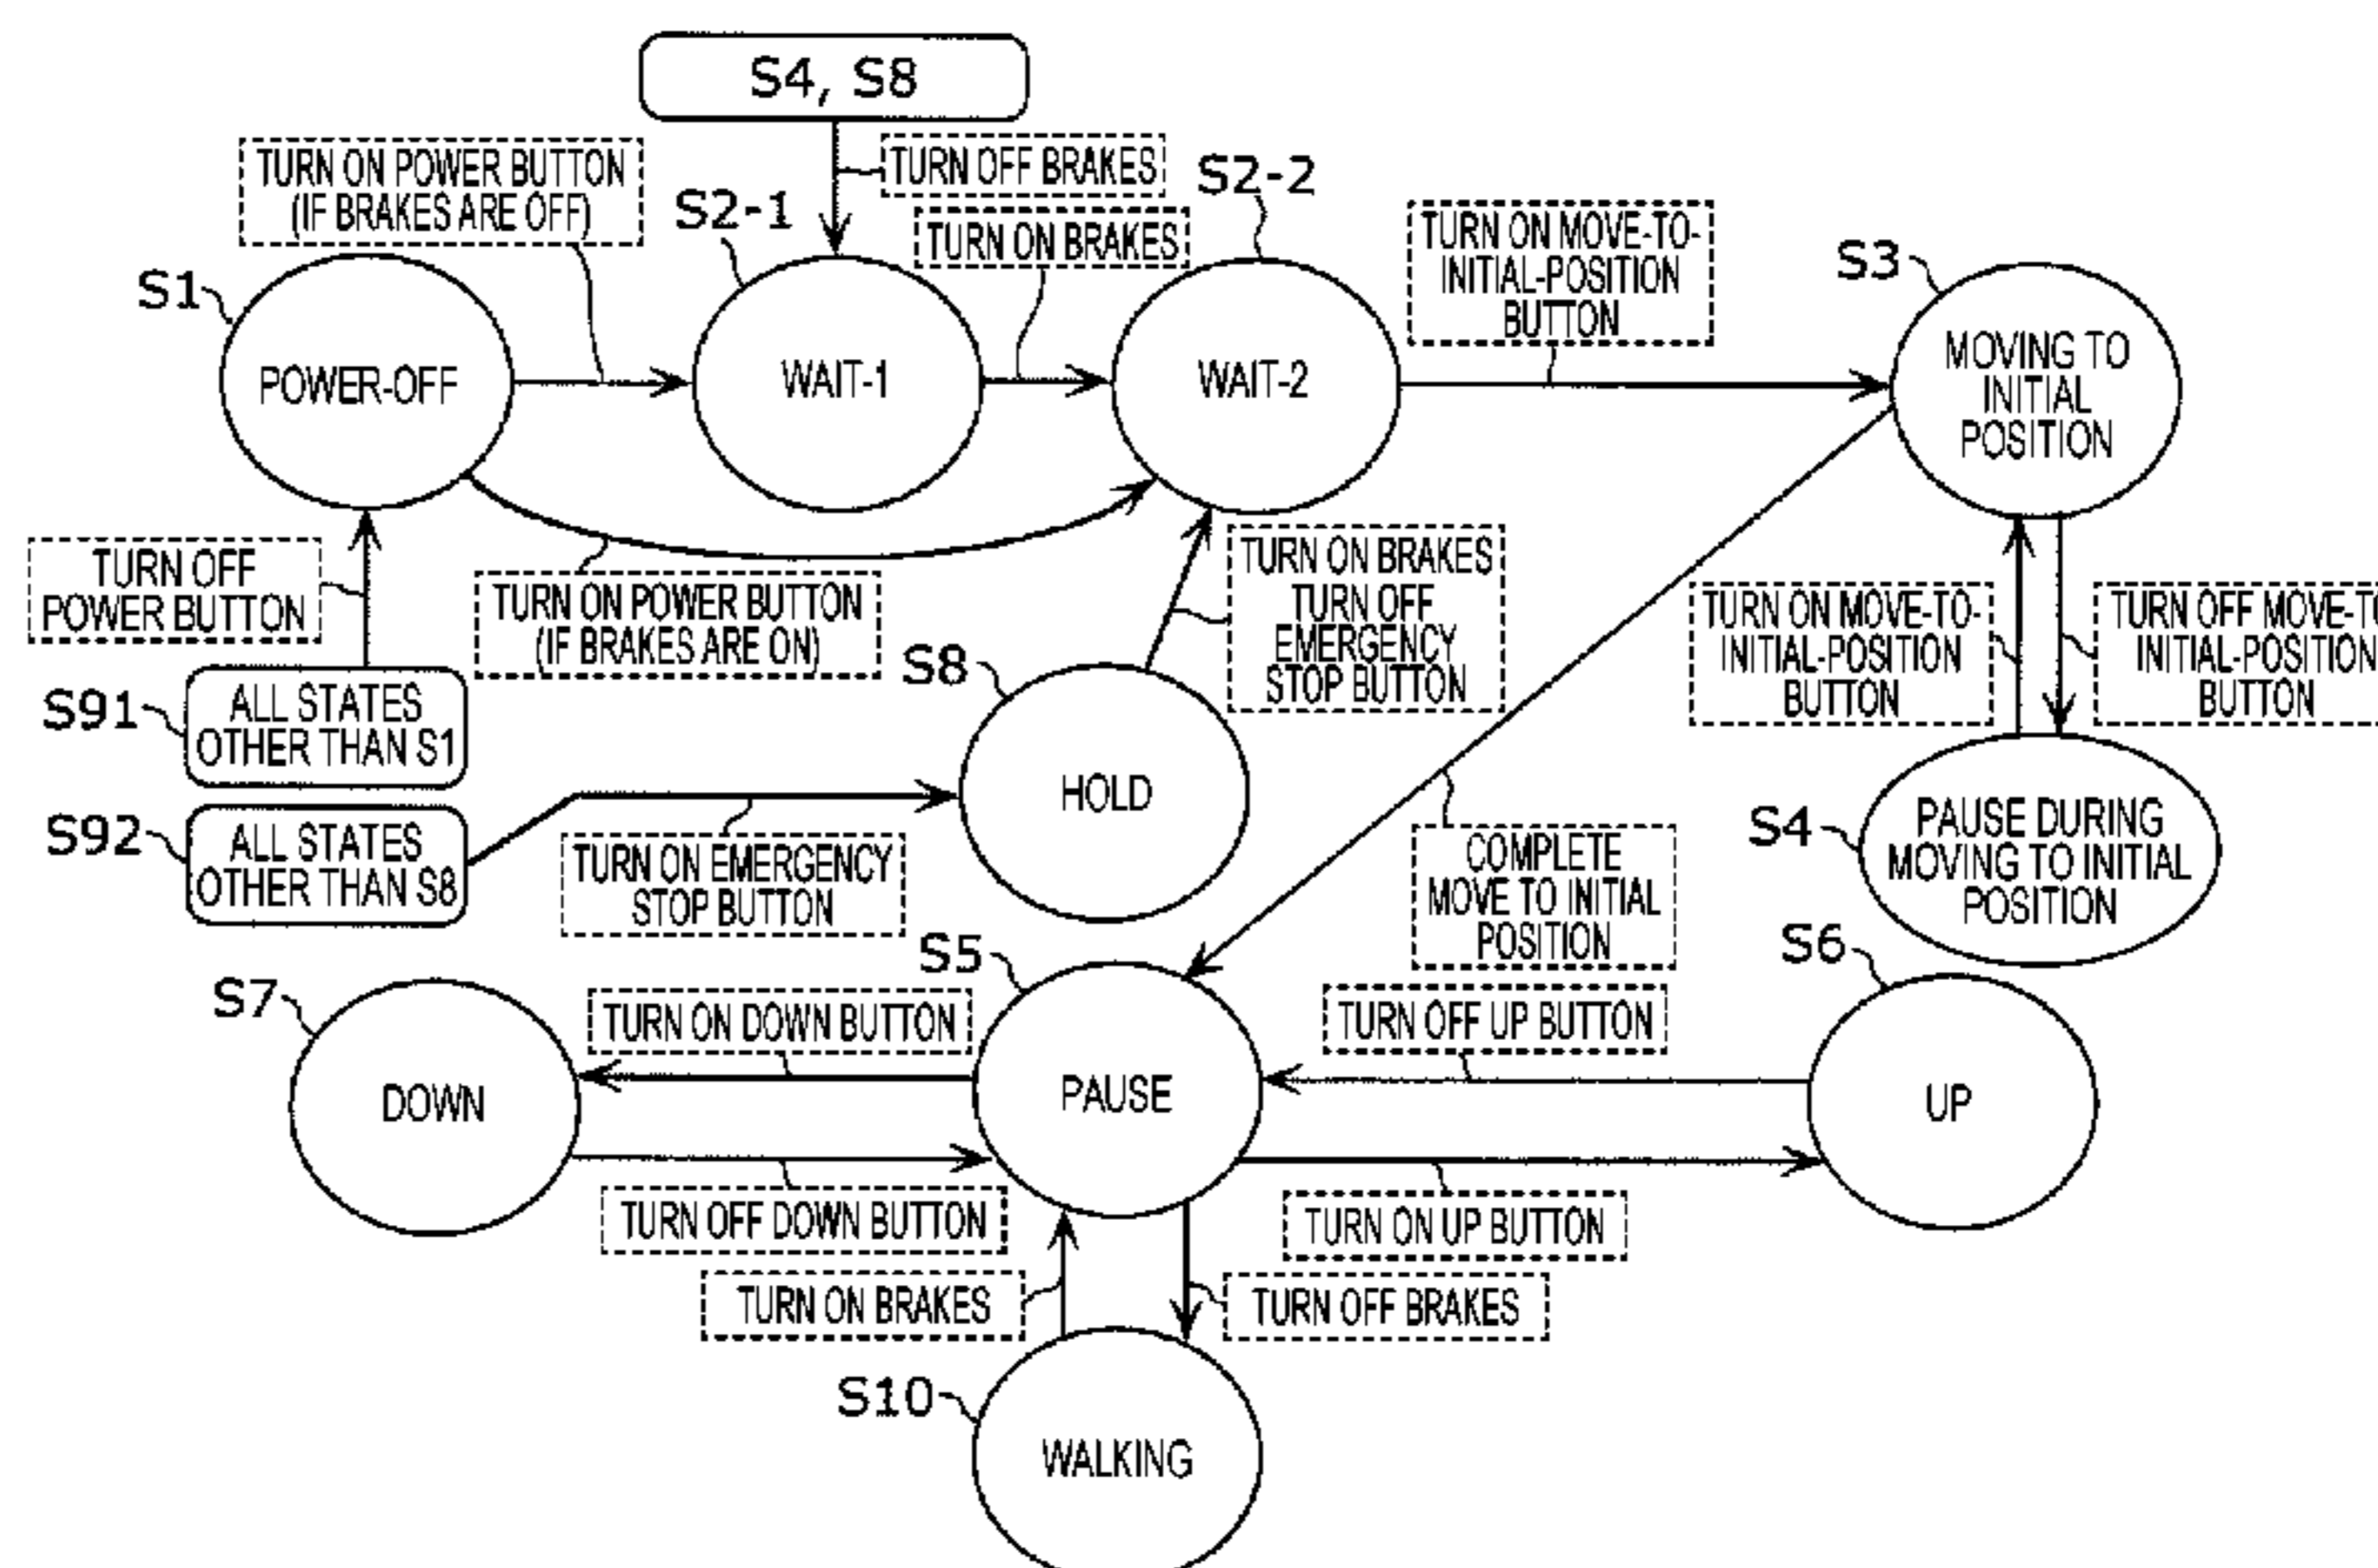 S4, S8
TURN ON POWER BUTTON
(IF BRAKES ARE OFF)
TURN OFF BRAKES
S2-1
S2-2
TURN ON BRAKES
TURN ON MOVE-TO-
INITIAL-POSITION
BUTTON
S1
S3
POWER-OFF
WAIT-1
WAIT-2
MOVING TO
INITIAL
POSITION
TURN OFF
POWER BUTTON
TURN ON POWER BUTTON
(IF BRAKES ARE ON)
TURN ON BRAKES
TURN OFF
EMERGENCY
STOP BUTTON
TURN ON MOVE-TO-
INITIAL-POSITION
BUTTON
TURN OFF MOVE-TO
INITIAL-POSITION
BUTTON
S91
ALL STATES
OTHER THAN S1
S8
HOLD
S92
ALL STATES
OTHER THAN S8
TURN ON EMERGENCY
STOP BUTTON
COMPLETE
MOVE TO INITIAL
POSITION
S4
PAUSE DURING
MOVING TO INITIAL
POSITION
S5
S6
S7
TURN ON DOWN BUTTON
TURN OFF UP BUTTON
DOWN
PAUSE
UP
TURN OFF DOWN BUTTON
TURN ON UP BUTTON
TURN ON BRAKES
TURN OFF BRAKES
S10
WALKING